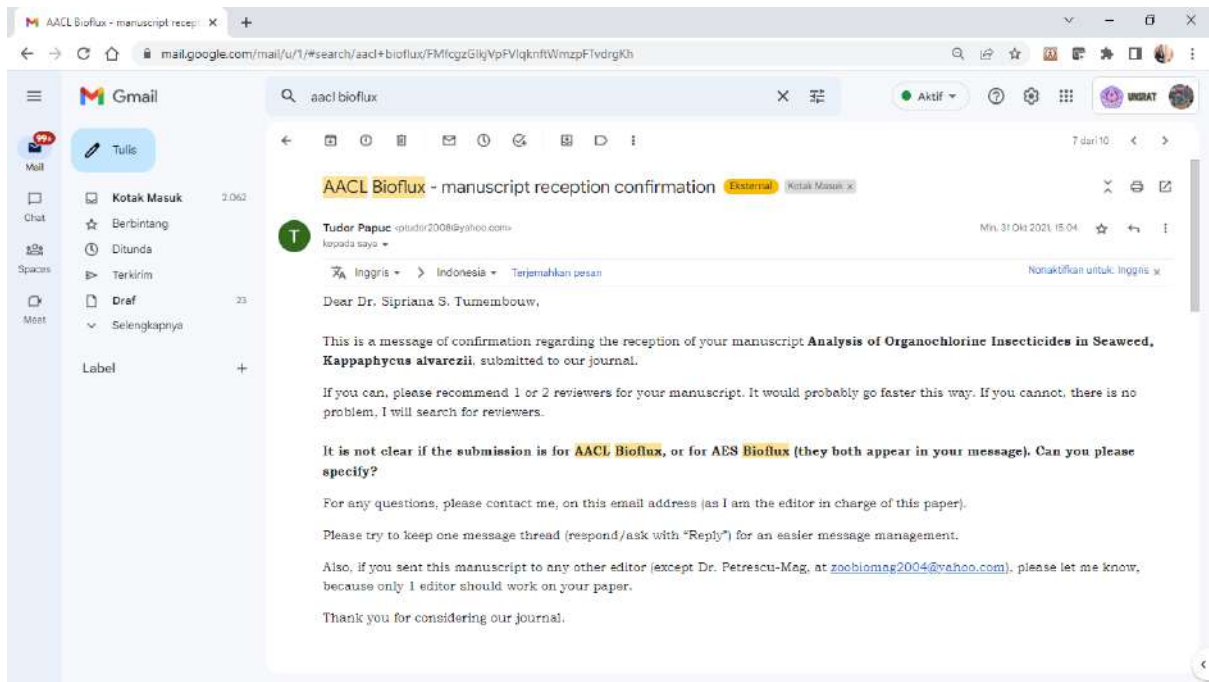 AACL Bioflux - manuscript recept
mail.google.com/mail/u/1/#search/aacl+bioflux/FMfcgzGlkjVpFVlqknftWmzpFTvdrgKh
Gmail
aacl bioflux
Aktif
UNSRAT
99+
Mail
Chat
Spaces
Meet
Tulis
Kotak Masuk 2.062
Berbintang
Ditunda
Terkirim
Draf 23
Selengkapnya
Label +
7 dari 10
AACL Bioflux - manuscript reception confirmation Eksternal Kotak Masuk x
T
Tudor Papuc <ptudor2008@yahoo.com> Min, 31 Okt 2021, 15.04
kepada saya
Inggris > Indonesia Terjemahkan pesan Nonaktifkan untuk: Inggris x
Dear Dr. Sipriana S. Tumembouw,
This is a message of confirmation regarding the reception of your manuscript Analysis of Organochlorine Insecticides in Seaweed,
Kappaphycus alvarezii, submitted to our journal.
If you can, please recommend 1 or 2 reviewers for your manuscript. It would probably go faster this way. If you cannot, there is no
problem, I will search for reviewers.
It is not clear if the submission is for AACL Bioflux, or for AES Bioflux (they both appear in your message). Can you please
specify?
For any questions, please contact me, on this email address (as I am the editor in charge of this paper).
Please try to keep one message thread (respond/ask with “Reply”) for an easier message management.
Also, if you sent this manuscript to any other editor (except Dr. Petrescu-Mag, at zoobiomag2004@yahoo.com), please let me know,
because only 1 editor should work on your paper.
Thank you for considering our journal.